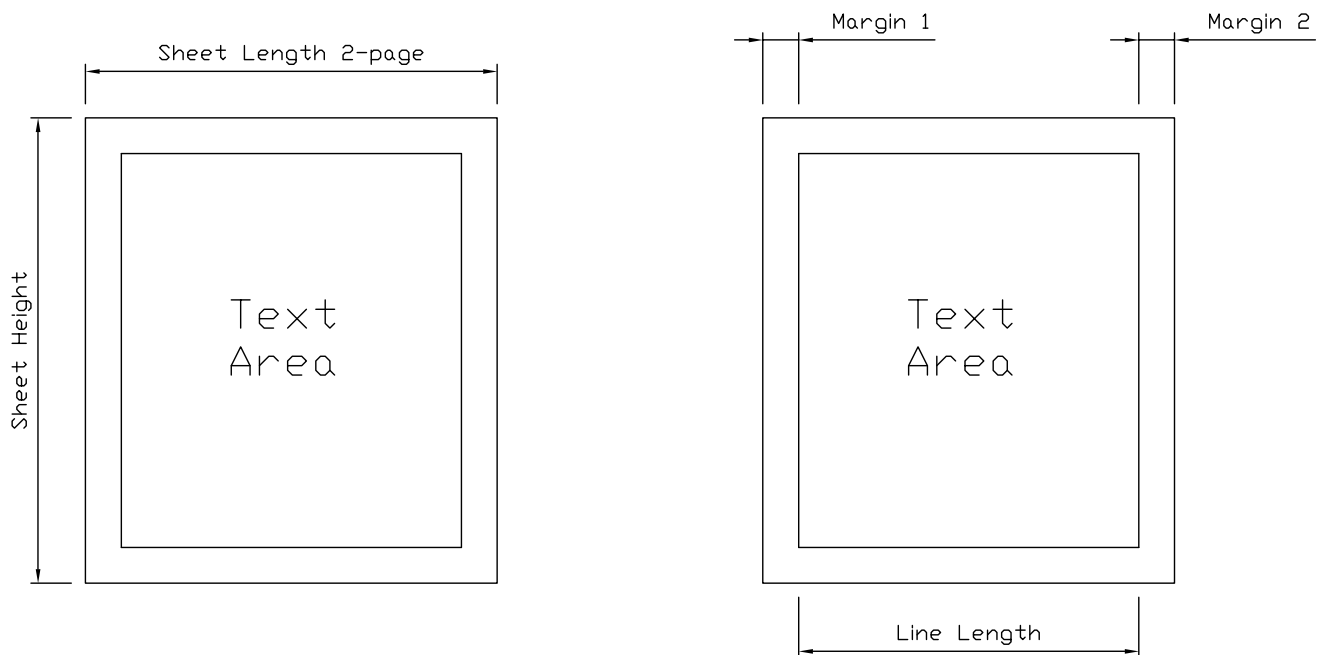 Sheet Length 2-page
Sheet Height
Text
Area
Margin 1
Margin 2
Text
Area
Line Length